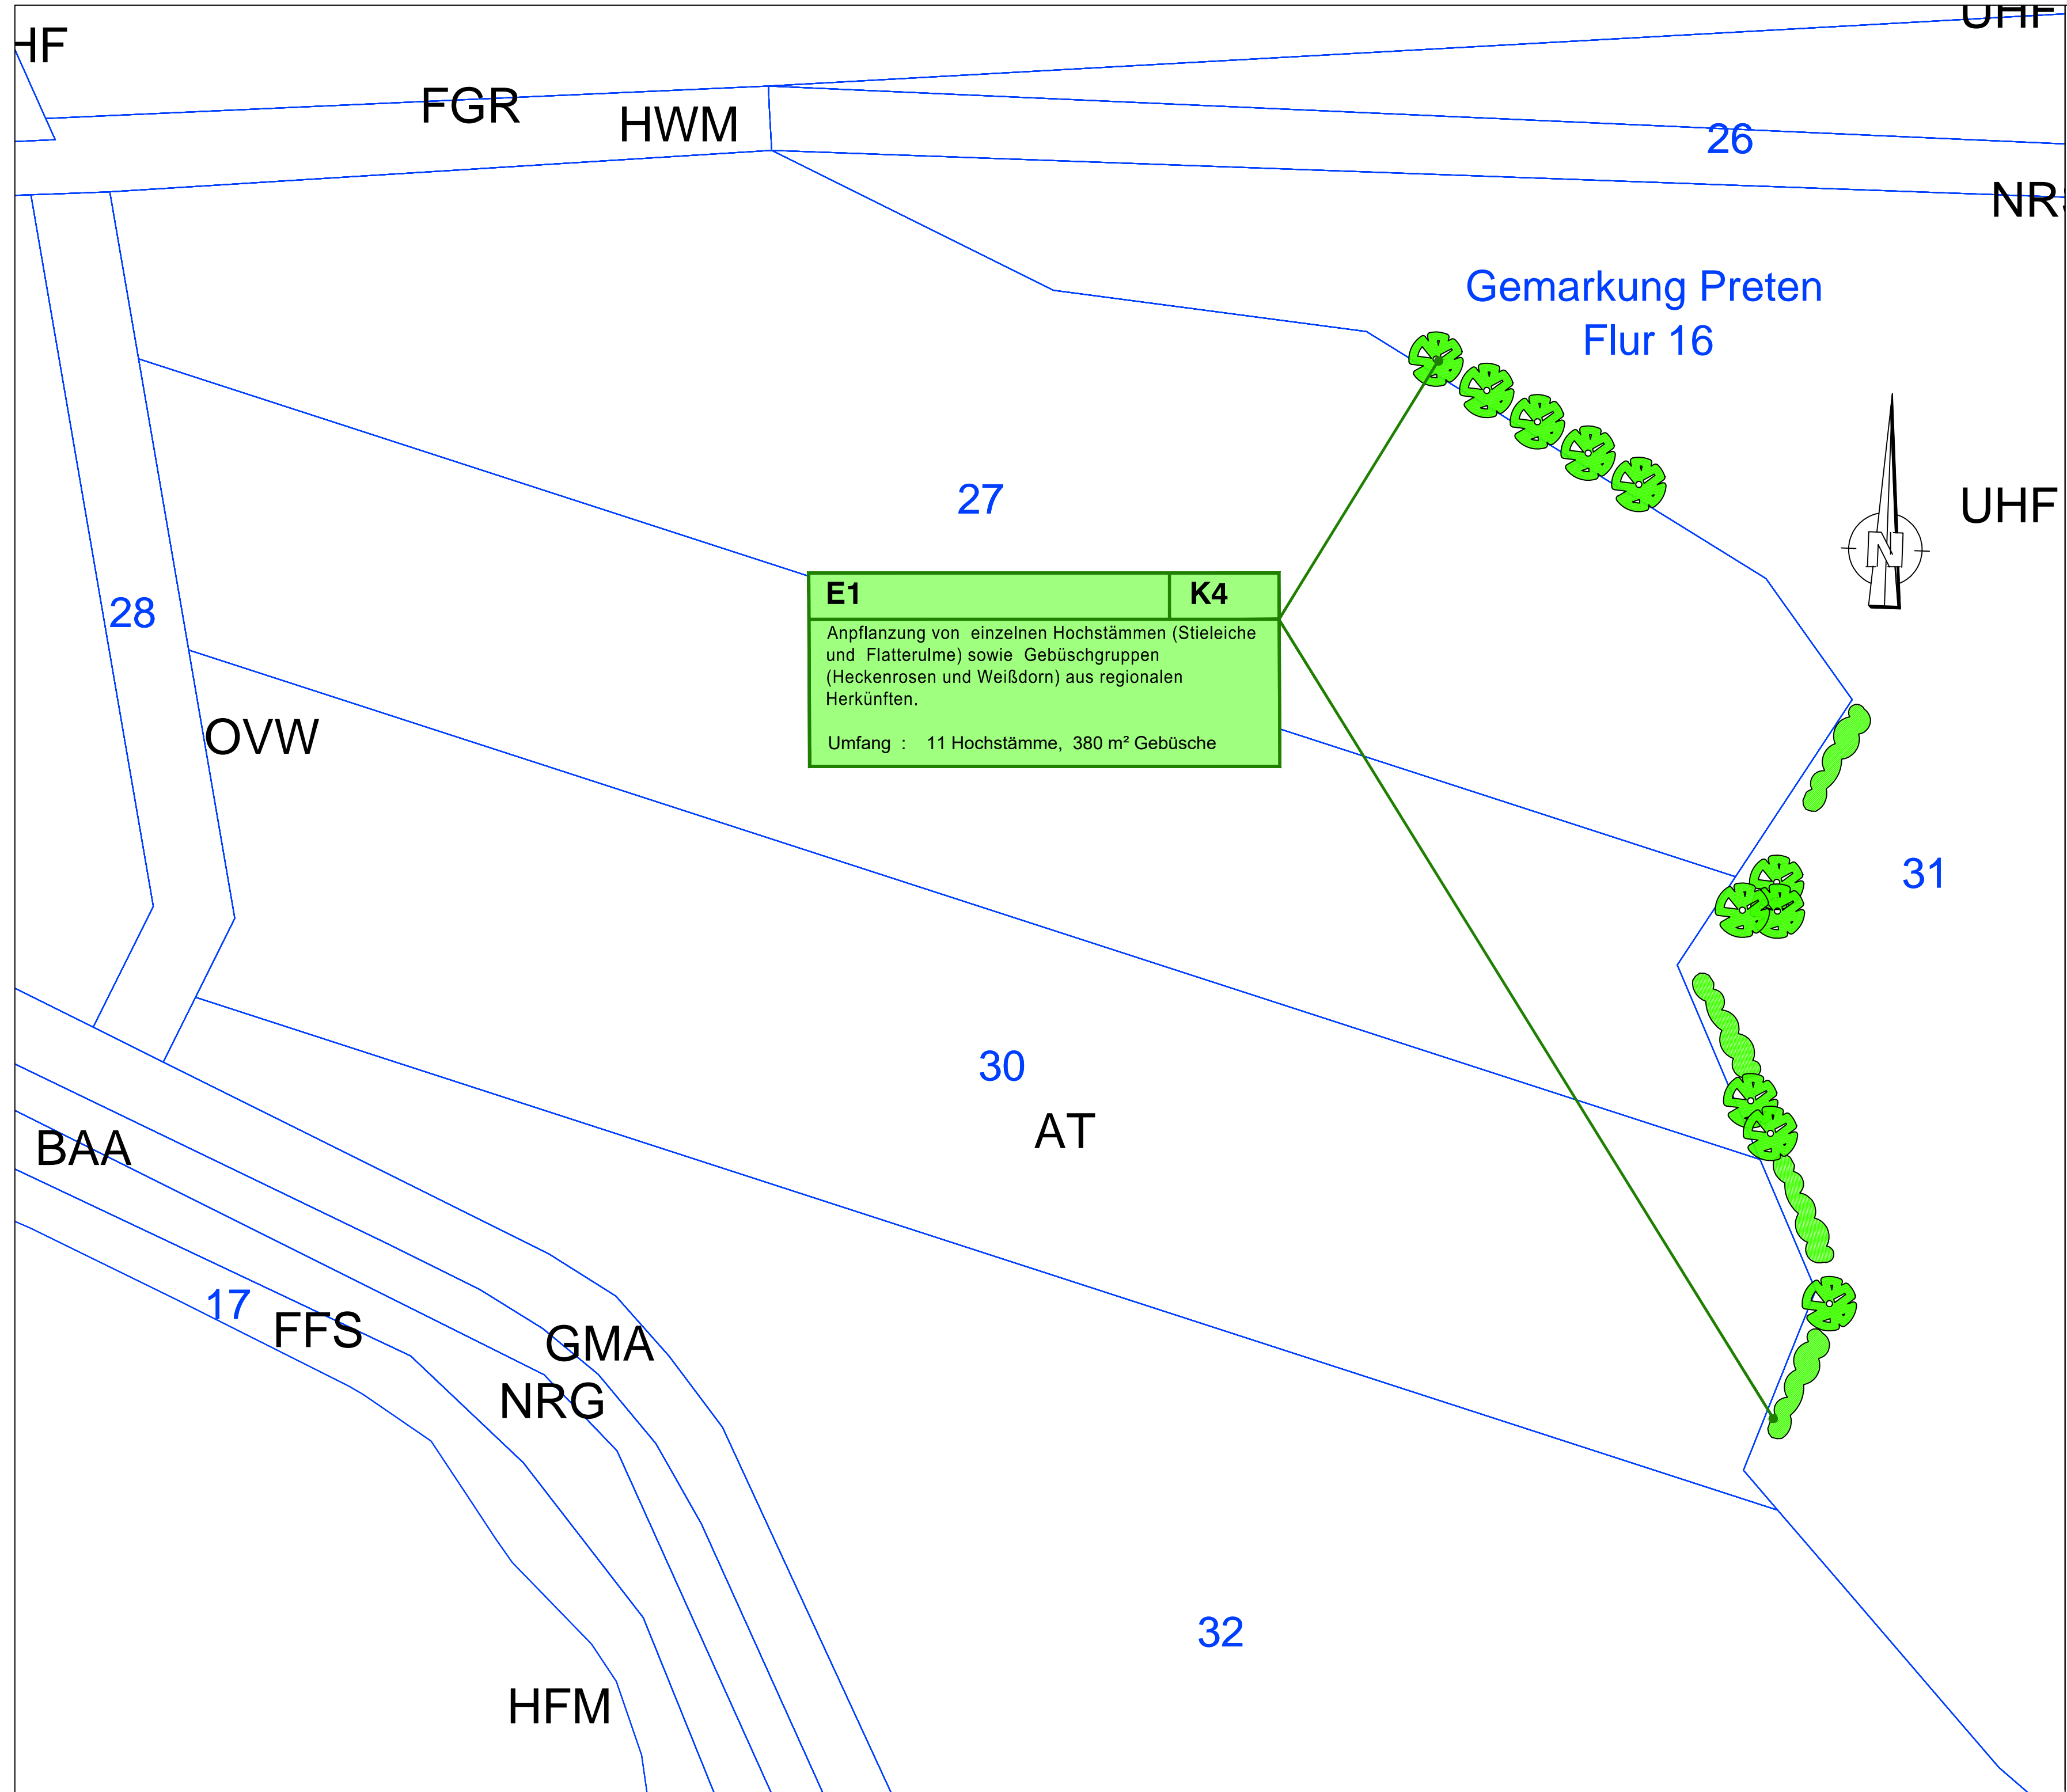 UHF
HF
FGR
HWM
26
Gemarkung Preten
Flur 16
27
UHF
N
E1 K4
Anpflanzung von einzelnen Hochstämmen (Stieleiche
und Flatterulme) sowie Gebüschgruppen
(Heckenrosen und Weißdorn) aus regionalen
Herkünften.
Umfang : 11 Hochstämme, 380 m² Gebüsche
28
OVW
31
30
AT
BAA
17
FFS
GMA
NRG
32
HFM